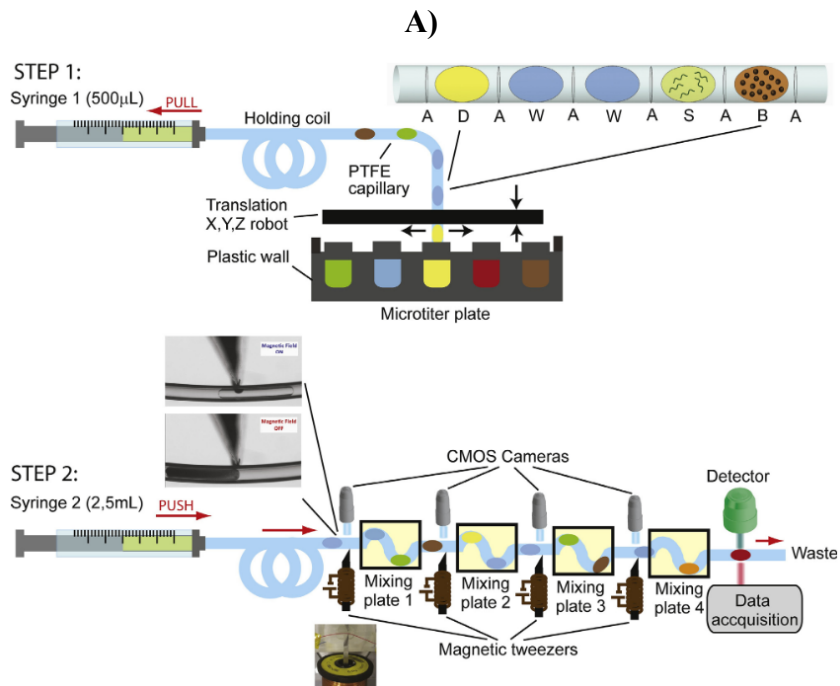 A)
STEP 1:
Syringe 1 (500µL)
PULL
Holding coil
PTFE
capillary
A D A W A W A S A B A
Translation
X,Y,Z robot
Plastic wall
Microtiter plate
Magnetic Field
ON
Magnetic Field
OFF
STEP 2:
Syringe 2 (2,5mL)
PUSH
CMOS Cameras
Detector
Waste
Mixing
plate 1
Mixing
plate 2
Mixing
plate 3
Mixing
plate 4
Data
accquisition
Magnetic tweezers